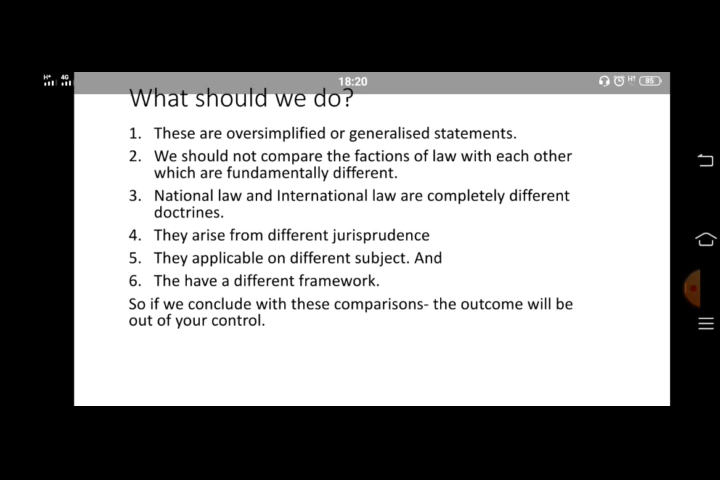 H+ 4G 18:20 H↑ 85
What should we do?
1. These are oversimplified or generalised statements.
2. We should not compare the factions of law with each other
which are fundamentally different.
3. National law and International law are completely different
doctrines.
4. They arise from different jurisprudence
5. They applicable on different subject. And
6. The have a different framework.
So if we conclude with these comparisons- the outcome will be
out of your control.